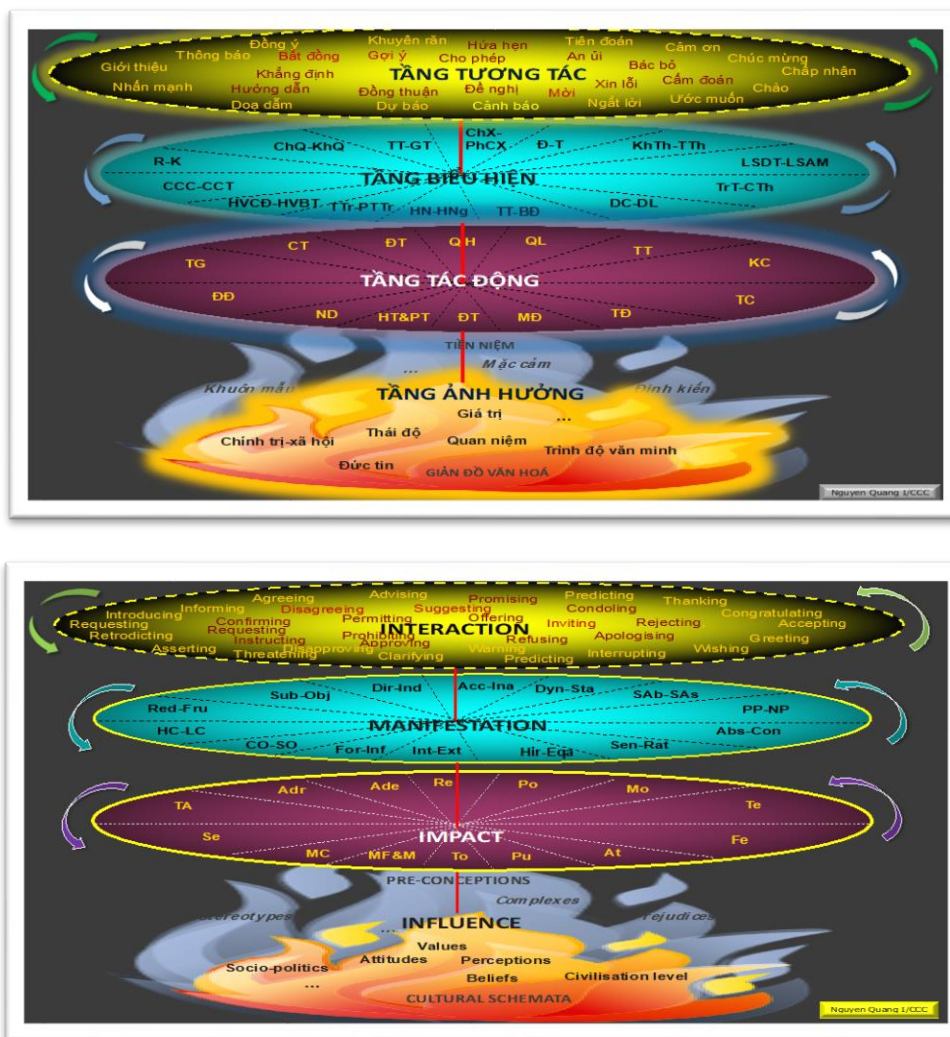 Đồng ý Khuyên răn Hứa hẹn Tiên đoán Cảm ơn
Thông báo Bất đồng Gợi ý Cho phép An ủi Bác bỏ Chúc mừng
Giới thiệu Khẳng định TẦNG TƯƠNG TÁC Chấp nhận
Nhấn mạnh Hướng dẫn Đồng thuận Đề nghị Mời Xin lỗi Cấm đoán Chào
Doạ dẫm Dự báo Cảnh báo Ngắt lời Ước muốn
ChX-
ChQ-KhQ TT-GT PhCX Đ-T KhTh-TTh
R-K LSDT-LSAM
TẦNG BIỂU HIỆN
CCC-CCT TrT-CTh
HVCĐ-HVBT TTr-PTTr HN-HNg TT-BĐ DC-DL
CT ĐT QH QL TT
TG KC
TẦNG TÁC ĐỘNG
ĐĐ TC
ND HT&PT ĐT MĐ TĐ
TIỀN NIỆM
... Mặc cảm
Khuôn mẫu Định kiến
TẦNG ẢNH HƯỞNG
Giá trị ...
Chính trị-xã hội Thái độ Quan niệm Trình độ văn minh
Đức tin GIẢN ĐỒ VĂN HOÁ
Nguyen Quang 1/CCC
Agreeing Advising Promising Predicting Thanking
Introducing Informing Disagreeing Suggesting Condoling Congratulating
Requesting Confirming Permitting Offering Inviting Rejecting Accepting
Retrodicting Requesting Prohibiting INTERACTION Refusing Apologising Greeting
Instructing Approving
Asserting Threatening Disapproving Clarifying Warning Predicting Interrupting Wishing
Sub-Obj Dir-Ind Acc-Ina Dyn-Sta SAb-SAs
Red-Fru PP-NP
MANIFESTATION
HC-LC Abs-Con
CO-SO For-Inf Int-Ext Hir-Eqa Sen-Rat
Adr Ade Re Po Mo
TA Te
Se IMPACT Fe
MC MF&M To Pu At
PRE-CONCEPTIONS
Complexes
... INFLUENCE
Values
Socio-politics Attitudes Perceptions
... Beliefs Civilisation level
CULTURAL SCHEMATA
Nguyen Quang 1/CCC